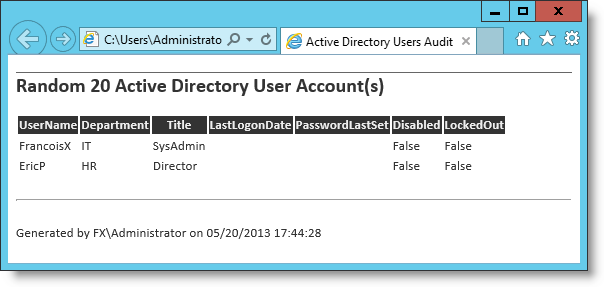 C:\Users\Administrato
Active Directory Users Audit
Random 20 Active Directory User Account(s)
UserName Department Title LastLogonDate PasswordLastSet Disabled LockedOut
FrancoisX IT SysAdmin False False
EricP HR Director False False
Generated by FX\Administrator on 05/20/2013 17:44:28